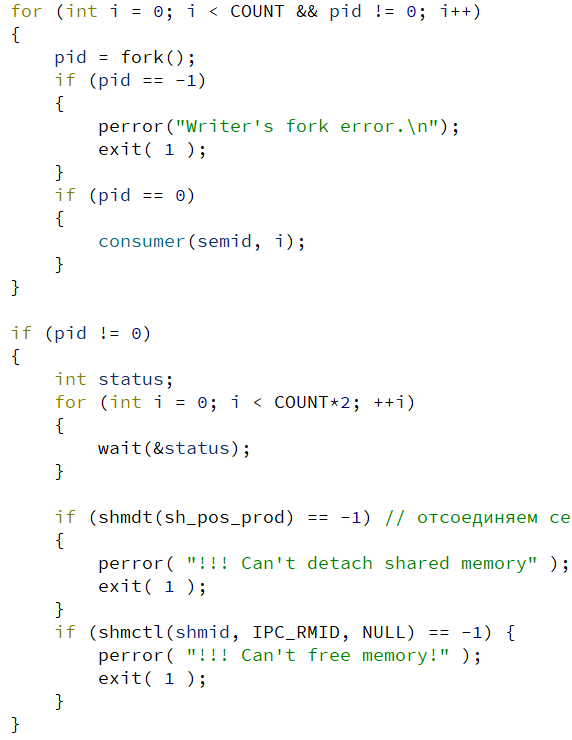 for (int i = 0; i < COUNT && pid != 0; i++)
{
    pid = fork();
    if (pid == -1)
    {
        perror("Writer's fork error.\n");
        exit( 1 );
    }
    if (pid == 0)
    {
        consumer(semid, i);
    }
}

if (pid != 0)
{
    int status;
    for (int i = 0; i < COUNT*2; ++i)
    {
        wait(&status);
    }

    if (shmdt(sh_pos_prod) == -1) // отсоединяем се
    {
        perror( "!!! Can't detach shared memory" );
        exit( 1 );
    }
    if (shmctl(shmid, IPC_RMID, NULL) == -1) {
        perror( "!!! Can't free memory!" );
        exit( 1 );
    }
}